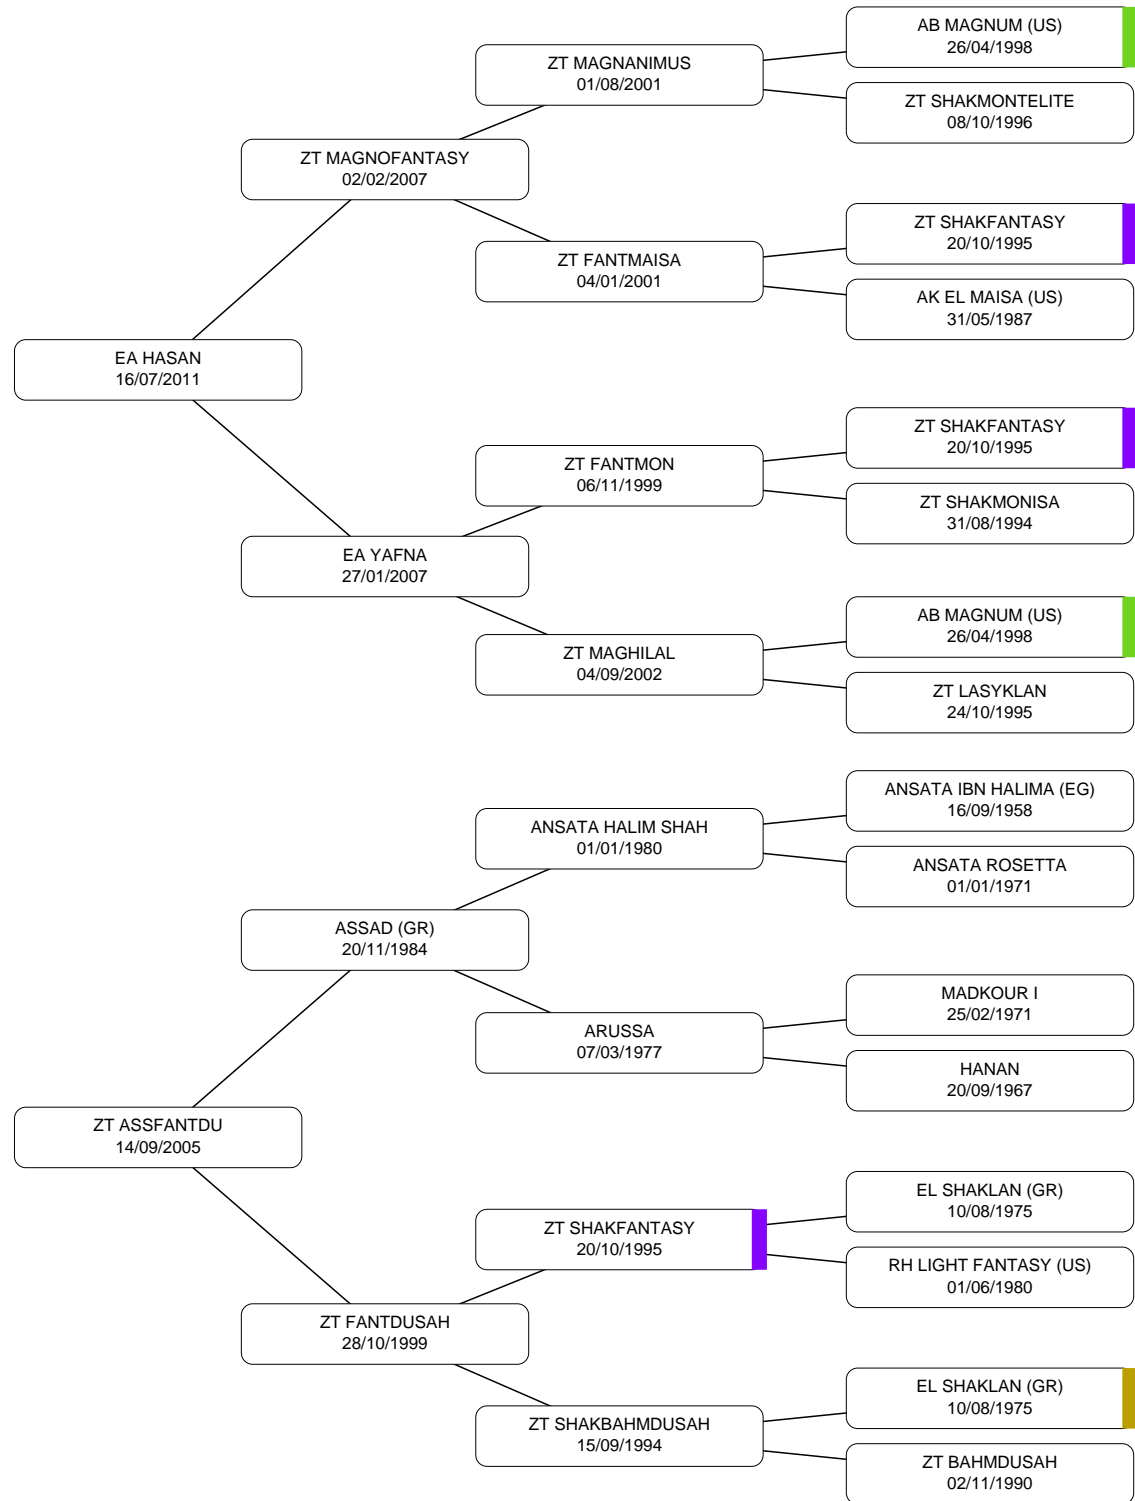 AB MAGNUM (US)
26/04/1998
ZT MAGNANIMUS
01/08/2001
ZT SHAKMONTELITE
08/10/1996
ZT MAGNOFANTASY
02/02/2007
ZT SHAKFANTASY
20/10/1995
ZT FANTMAISA
04/01/2001
AK EL MAISA (US)
31/05/1987
EA HASAN
16/07/2011
ZT SHAKFANTASY
20/10/1995
ZT FANTMON
06/11/1999
ZT SHAKMONISA
31/08/1994
EA YAFNA
27/01/2007
AB MAGNUM (US)
26/04/1998
ZT MAGHILAL
04/09/2002
ZT LASYKLAN
24/10/1995
ANSATA IBN HALIMA (EG)
16/09/1958
ANSATA HALIM SHAH
01/01/1980
ANSATA ROSETTA
01/01/1971
ASSAD (GR)
20/11/1984
MADKOUR I
25/02/1971
ARUSSA
07/03/1977
HANAN
20/09/1967
ZT ASSFANTDU
14/09/2005
EL SHAKLAN (GR)
10/08/1975
ZT SHAKFANTASY
20/10/1995
RH LIGHT FANTASY (US)
01/06/1980
ZT FANTDUSAH
28/10/1999
EL SHAKLAN (GR)
10/08/1975
ZT SHAKBAHMDUSAH
15/09/1994
ZT BAHMDUSAH
02/11/1990